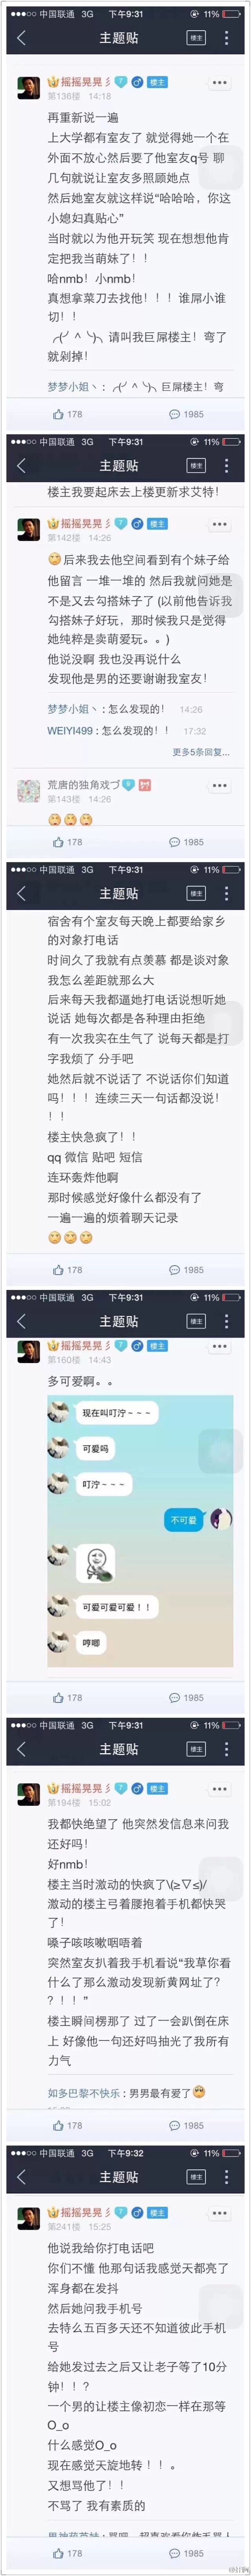 中国联通 3G 下午9:31 11%
主题贴 楼主
摇摇晃晃彡 7 楼主
第136楼 14:18
再重新说一遍
上大学都有室友了 就觉得她一个在
外面不放心然后要了他室友q号 聊
几句就说让室友多照顾她点
然后她室友就这样说“哈哈哈，你这
小媳妇真贴心”
当时就以为他开玩笑 现在想想他肯
定把我当萌妹了！！
哈nmb！小nmb！
真想拿菜刀去找他！！！谁屌小谁
切！！
╭(╯^╰)╮请叫我巨屌楼主！弯了
就剁掉！
梦梦小姐丶：╭(╯^╰)╮巨屌楼主！弯
178 1985
中国联通 3G 下午9:31 11%
主题贴 楼主
楼主我要起床去上楼更新求艾特！
摇摇晃晃彡 7 楼主
第142楼 14:26
后来我去他空间看到有个妹子给
他留言 一堆一堆的 然后我就问她是
不是又去勾搭妹子了 (以前他告诉我
勾搭妹子好玩，那时候我只是觉得
她纯粹是卖萌爱玩。。)
他说没啊 我也没再说什么
发现他是男的还要谢谢我室友！
梦梦小姐丶：怎么发现的！ 14:26
WEIYI499：怎么发现的！！ 17:32
更多5条回复...
荒唐的独角戏づ 9
第143楼 14:26
178 1985
中国联通 3G 下午9:31 11%
主题贴 楼主
宿舍有个室友每天晚上都要给家乡
的对象打电话
时间久了我就有点羡慕 都是谈对象
我怎么差距就那么大
后来每天我都逼她打电话说想听她
说话 她每次都是各种理由拒绝
有一次我实在生气了 说每天都是打
字我烦了 分手吧
她然后就不说话了 不说话你们知道
吗！！！连续三天一句话都没说！
！！
楼主快急疯了！！
qq 微信 贴吧 短信
连环轰炸他啊
那时候感觉好像什么都没有了
一遍一遍的烦着聊天记录
178 1985
中国联通 3G 下午9:31 11%
主题贴 楼主
摇摇晃晃彡 7 楼主
第160楼 14:43
多可爱啊。。
现在叫叮泞~~~
可爱吗
叮泞~~~
不可爱
可爱可爱可爱！！
哼唧
178 1985
中国联通 3G 下午9:31 11%
主题贴 楼主
摇摇晃晃彡 7 楼主
第194楼 15:02
我都快绝望了 他突然发信息来问我
还好吗！
好nmb！
楼主当时激动的快疯了\(≥▽≤)/
激动的楼主弓着腰抱着手机都快哭
了！
嗓子咳咳嗽咽唔着
突然室友扒着我手机看说“我草你看
什么了那么激动发现新黄网址了？
？！！”
楼主瞬间楞那了 过了一会趴倒在床
上 好像他一句还好吗抽光了我所有
力气
如多巴黎不快乐：男男最有爱了
178 1985
中国联通 3G 下午9:32 11%
主题贴 楼主
摇摇晃晃彡 7 楼主
第241楼 15:25
他说我给你打电话吧
你们不懂 他那句话我感觉天都亮了
浑身都在发抖
然后她问我手机号
去特么五百多天还不知道彼此手机
号
给她发过去之后又让老子等了10分
钟！！？
一个男的让楼主像初恋一样在那等
O_o
什么感觉O_o
现在感觉天旋地转！！。
又想骂他了！！
不骂了 我有素质的
178 1985